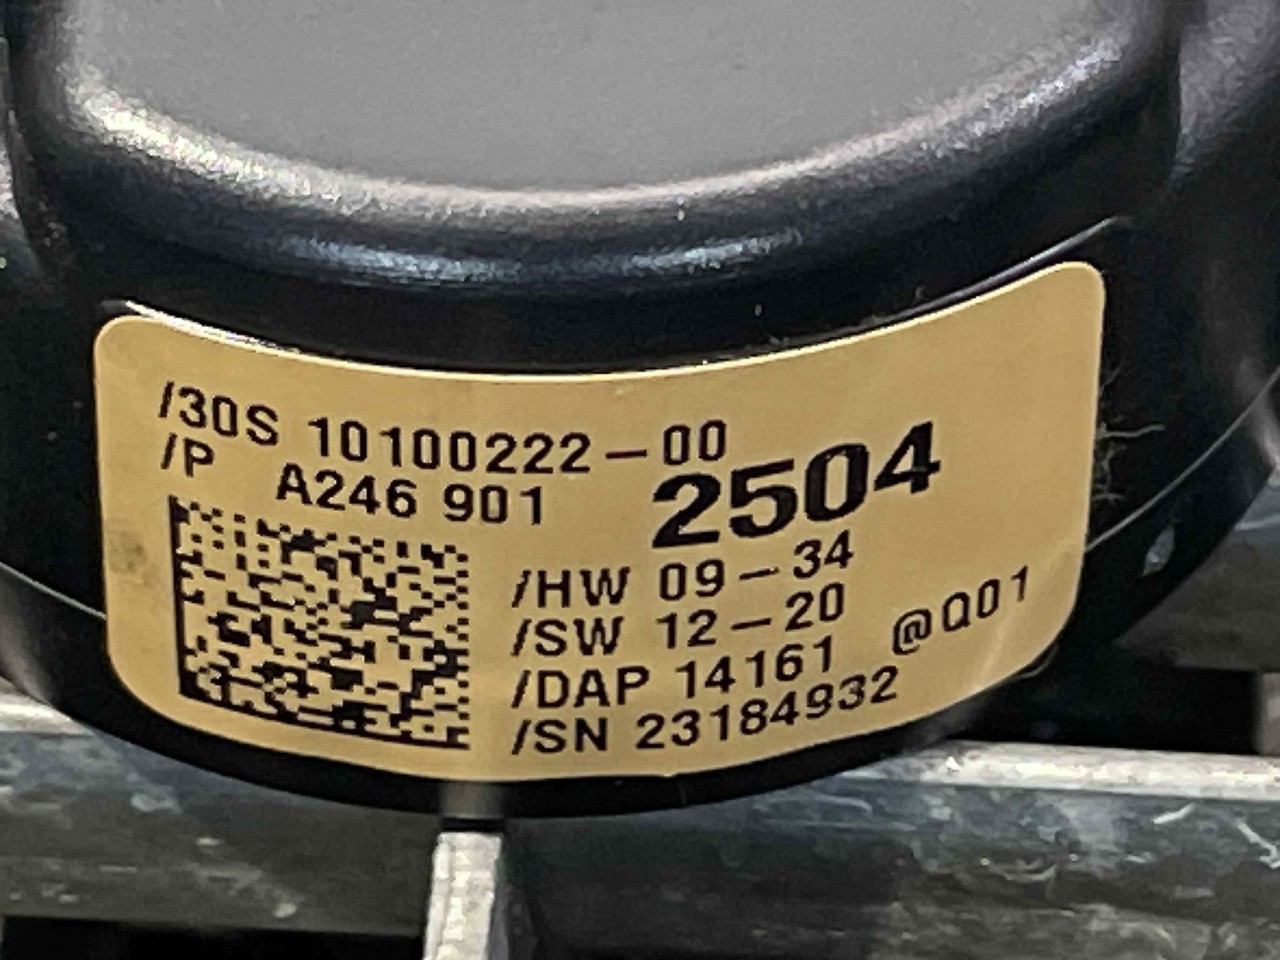 /30S 10100222-00
/P A246 901 2504
/HW 09-34
/SW 12-20
/DAP 14161 @Q01
/SN 23184932